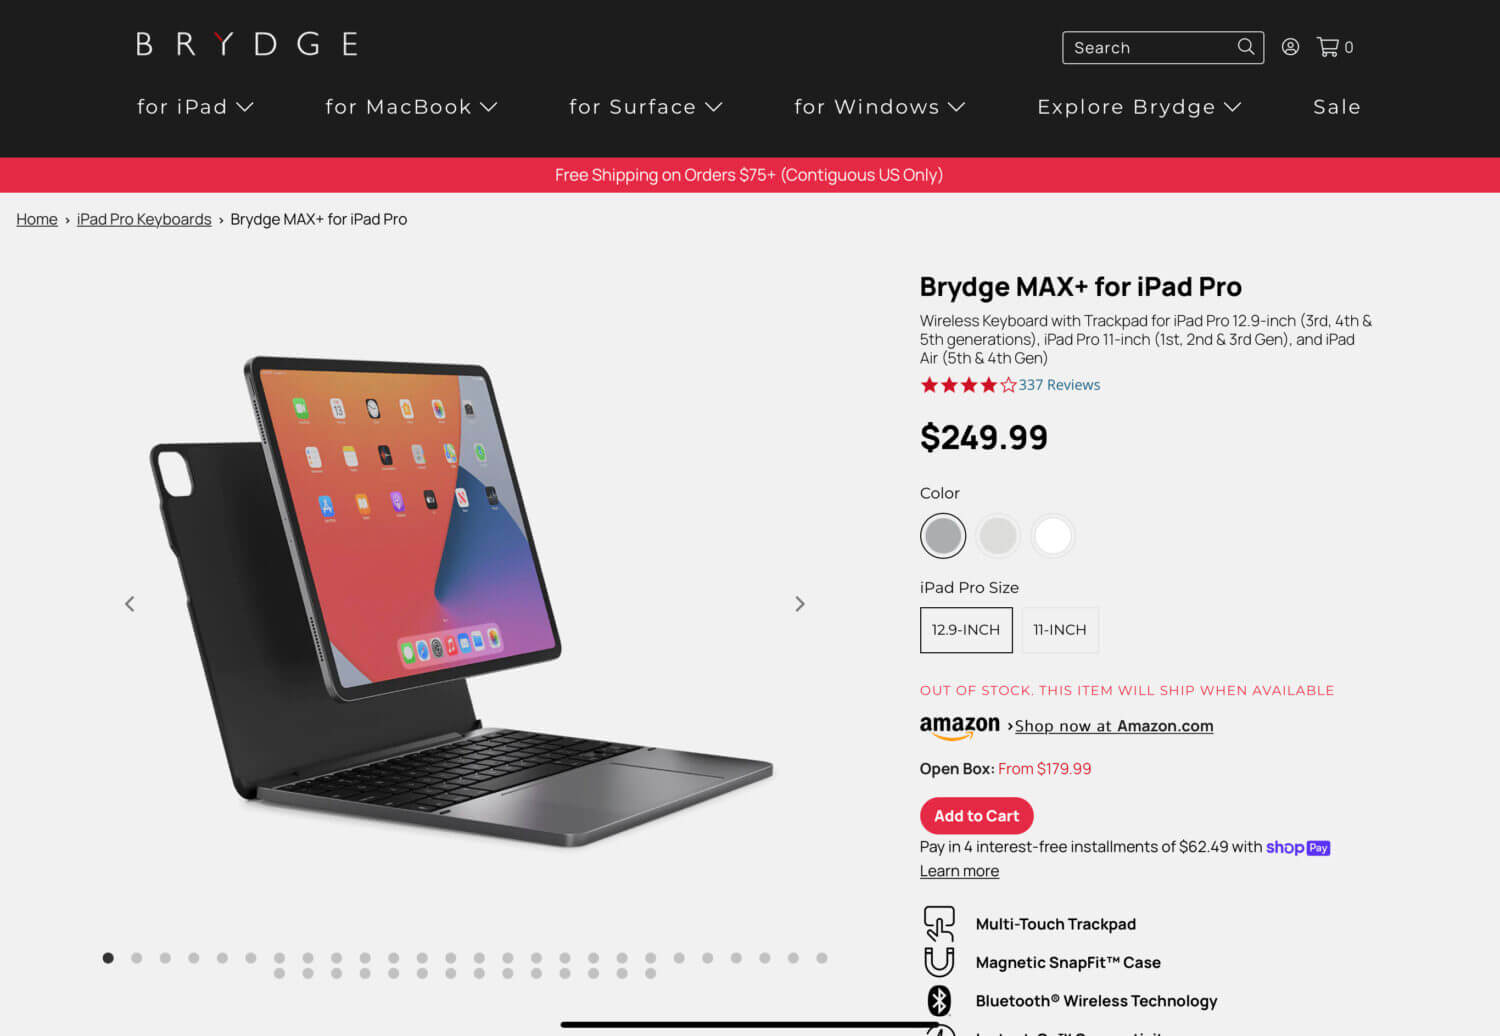 BRYDGE
Search
0
for iPad
for MacBook
for Surface
for Windows
Explore Brydge
Sale
Free Shipping on Orders $75+ (Contiguous US Only)
Home › iPad Pro Keyboards › Brydge MAX+ for iPad Pro
Brydge MAX+ for iPad Pro
Wireless Keyboard with Trackpad for iPad Pro 12.9-inch (3rd, 4th &
5th generations), iPad Pro 11-inch (1st, 2nd & 3rd Gen), and iPad
Air (5th & 4th Gen)
337 Reviews
$249.99
Color
iPad Pro Size
12.9-INCH
11-INCH
OUT OF STOCK. THIS ITEM WILL SHIP WHEN AVAILABLE
amazon ›Shop now at Amazon.com
Open Box: From $179.99
Add to Cart
Pay in 4 interest-free installments of $62.49 with shop Pay
Learn more
Multi-Touch Trackpad
Magnetic SnapFit™ Case
Bluetooth® Wireless Technology